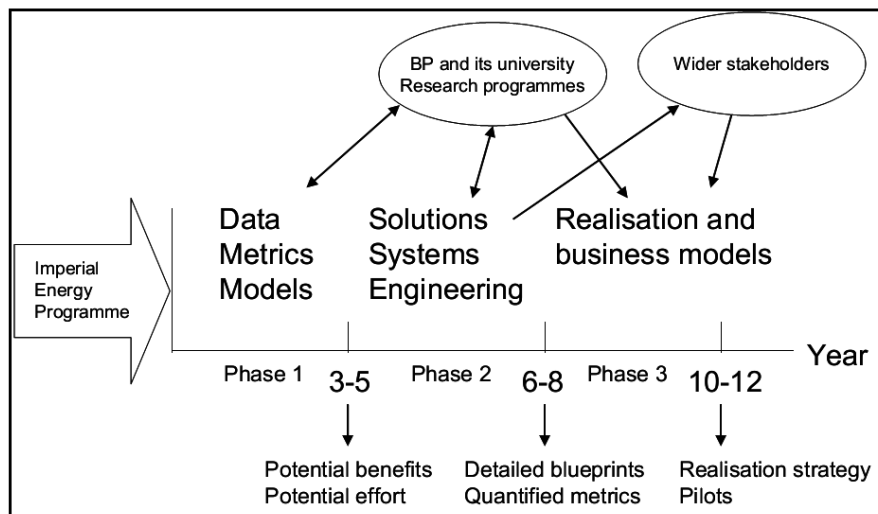 BP and its university
Research programmes
Wider stakeholders
Data
Metrics
Models
Solutions
Systems
Engineering
Realisation and
business models
Imperial
Energy
Programme
Phase 1
3-5
Phase 2
6-8
Phase 3
10-12
Year
Potential benefits
Potential effort
Detailed blueprints
Quantified metrics
Realisation strategy
Pilots